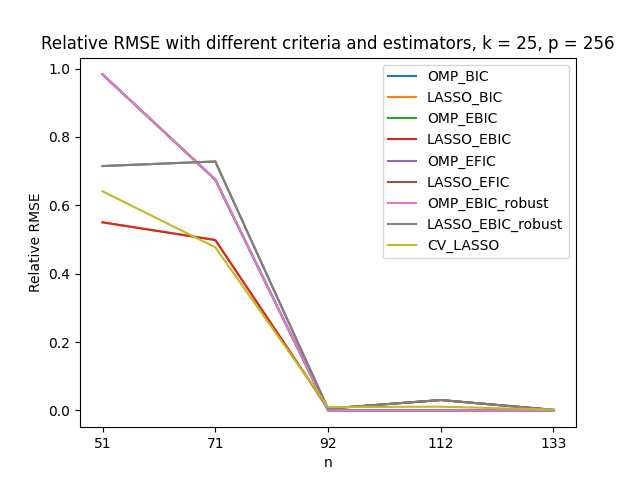 Relative RMSE with different criteria and estimators, k = 25, p = 256
1.0
0.8
0.6
0.4
0.2
0.0
Relative RMSE
OMP_BIC
LASSO_BIC
OMP_EBIC
LASSO_EBIC
OMP_EFIC
LASSO_EFIC
OMP_EBIC_robust
LASSO_EBIC_robust
CV_LASSO
51 71 92 112 133
n